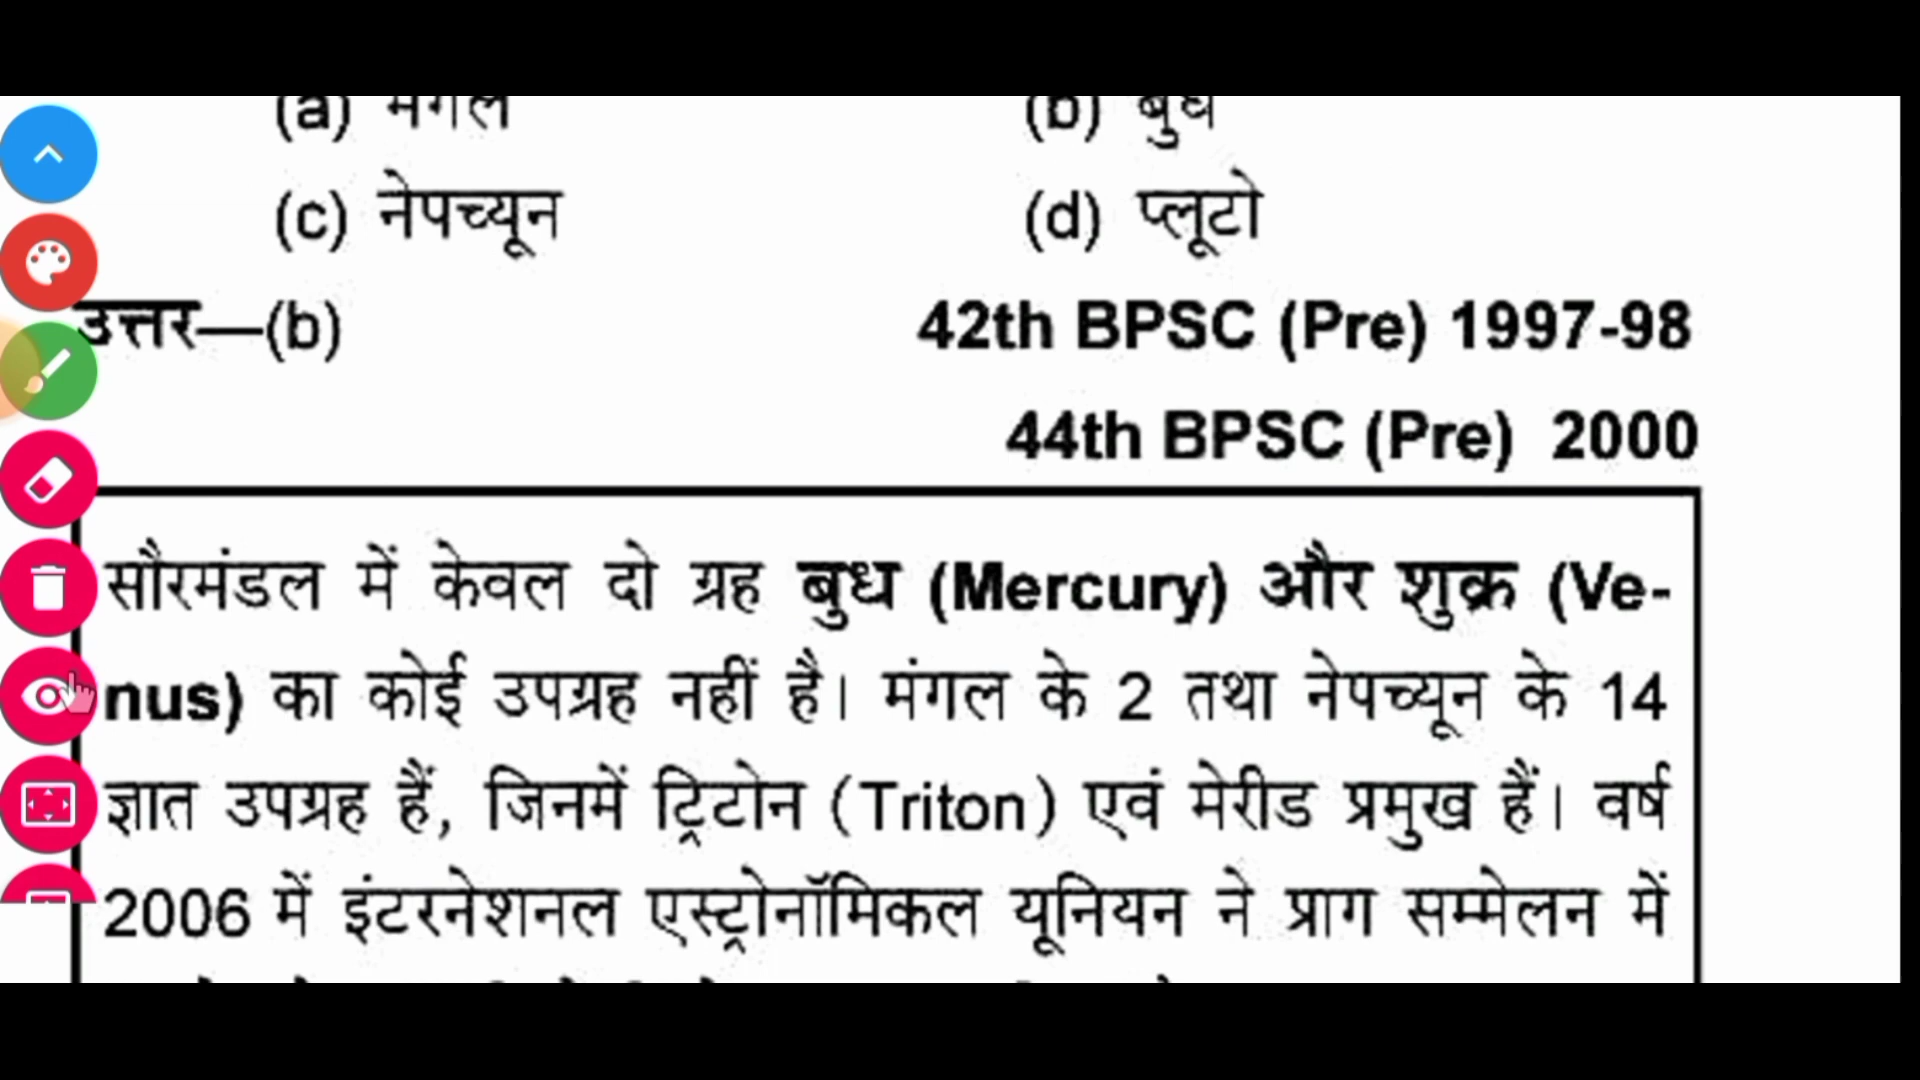 (a) मंगल (b) बुध
(c) नेपच्यून (d) प्लूटो
उत्तर—(b) 42th BPSC (Pre) 1997-98
44th BPSC (Pre) 2000
सौरमंडल में केवल दो ग्रह बुध (Mercury) और शुक्र (Ve-
nus) का कोई उपग्रह नहीं है। मंगल के 2 तथा नेपच्यून के 14
ज्ञात उपग्रह हैं, जिनमें ट्रिटोन (Triton) एवं मेरीड प्रमुख हैं। वर्ष
2006 में इंटरनेशनल एस्ट्रोनॉमिकल यूनियन ने प्राग सम्मेलन में